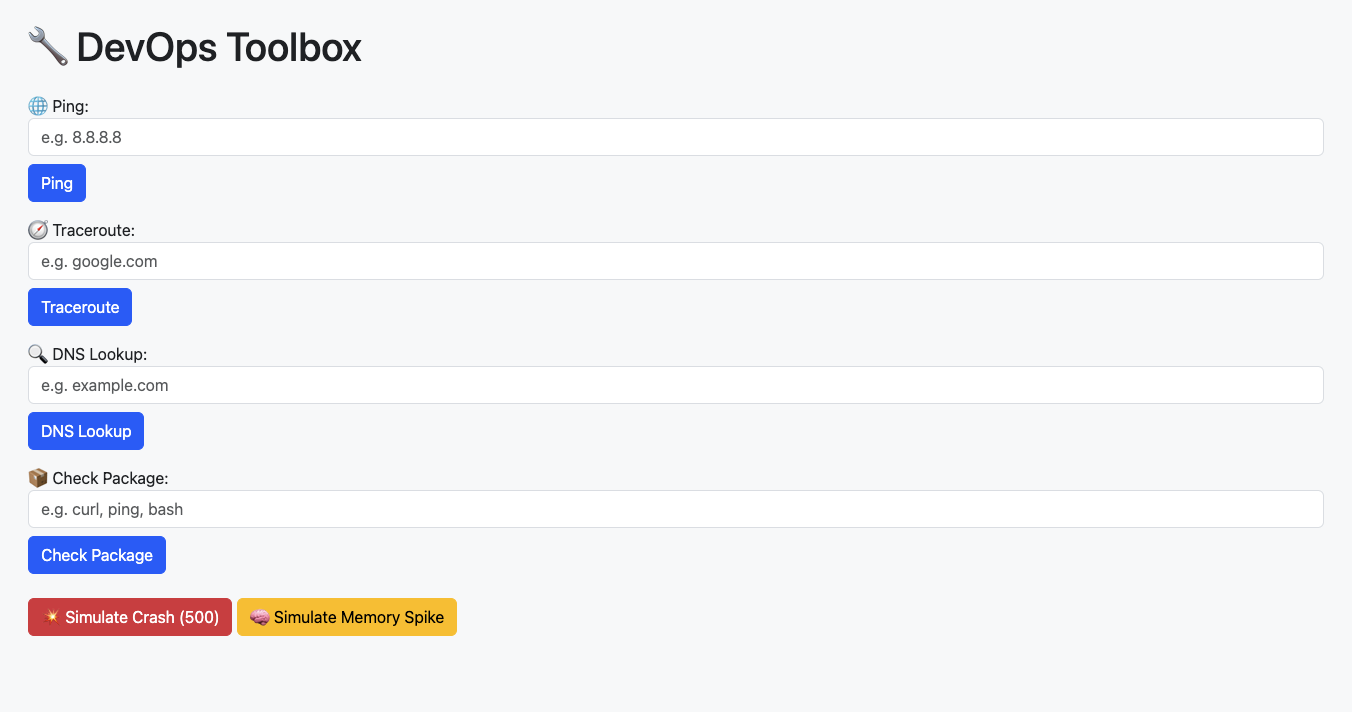 🔧 DevOps Toolbox
🌐 Ping:
e.g. 8.8.8.8
Ping
🧭 Traceroute:
e.g. google.com
Traceroute
🔍 DNS Lookup:
e.g. example.com
DNS Lookup
📦 Check Package:
e.g. curl, ping, bash
Check Package
💥 Simulate Crash (500) 🧠 Simulate Memory Spike